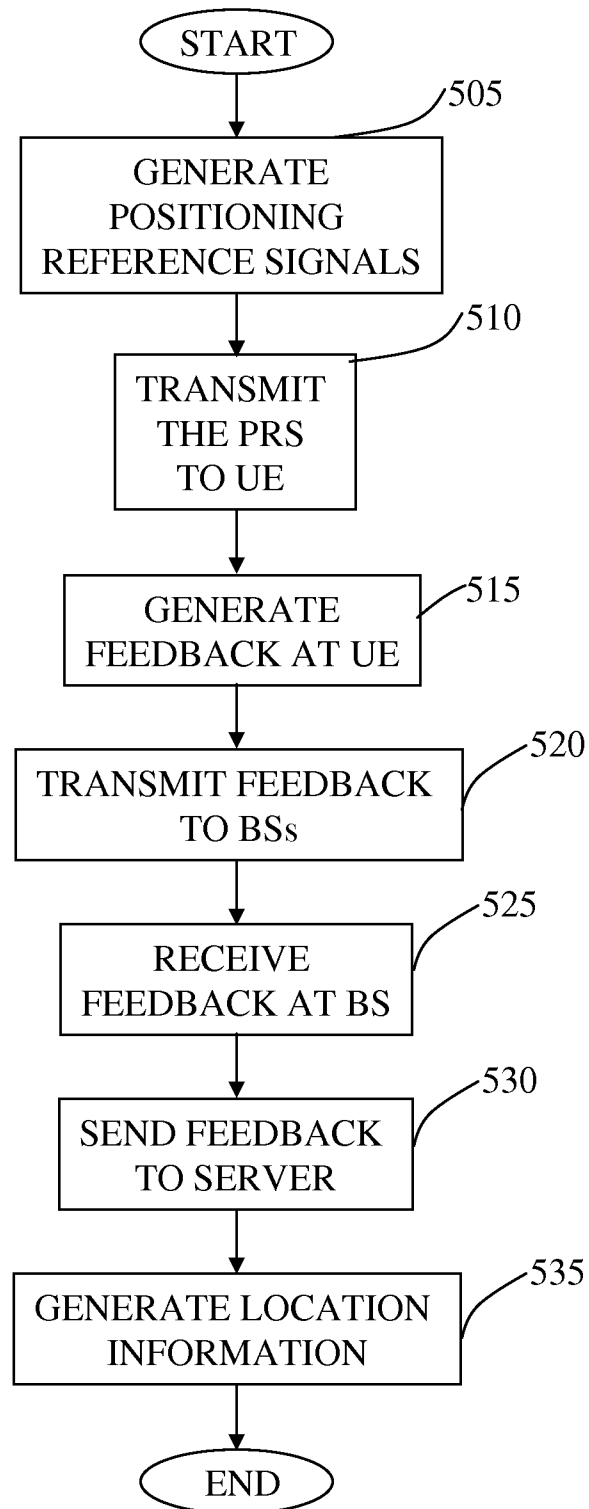 START
505
GENERATE
POSITIONING
REFERENCE SIGNALS
510
TRANSMIT
THE PRS
TO UE
515
GENERATE
FEEDBACK AT UE
520
TRANSMIT FEEDBACK
TO BSs
525
RECEIVE
FEEDBACK AT BS
530
SEND FEEDBACK
TO SERVER
535
GENERATE LOCATION
INFORMATION
END